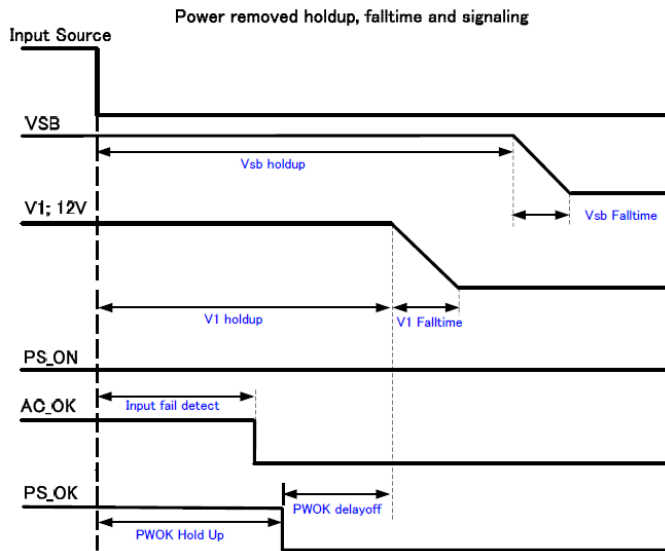 Power removed holdup, falltime and signaling
Input Source
VSB
Vsb holdup
Vsb Falltime
V1; 12V
V1 holdup
V1 Falltime
PS_ON
Input fail detect
AC_OK
PS_OK
PWOK delayoff
PWOK Hold Up